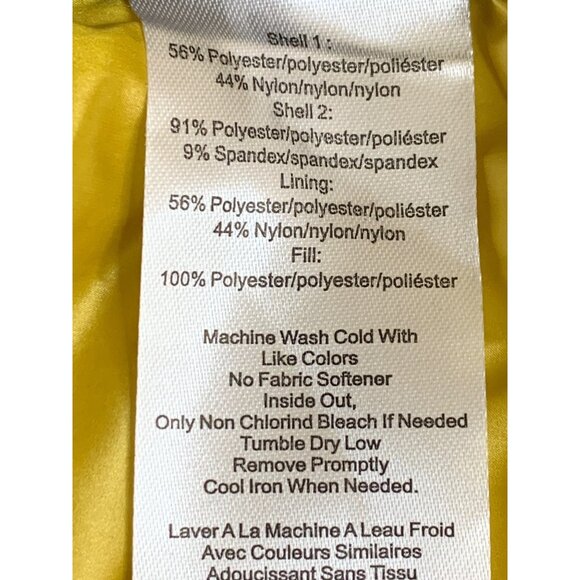 Shell 1 :
56% Polyester/polyester/poliéster
44% Nylon/nylon/nylon
Shell 2:
91% Polyester/polyester/poliéster
9% Spandex/spandex/spandex
Lining:
56% Polyester/polyester/poliéster
44% Nylon/nylon/nylon
Fill:
100% Polyester/polyester/poliéster
Machine Wash Cold With
Like Colors
No Fabric Softener
Inside Out,
Only Non Chlorind Bleach If Needed
Tumble Dry Low
Remove Promptly
Cool Iron When Needed.
Laver A La Machine A Leau Froid
Avec Couleurs Similaires
Adoucissant Sans Tissu